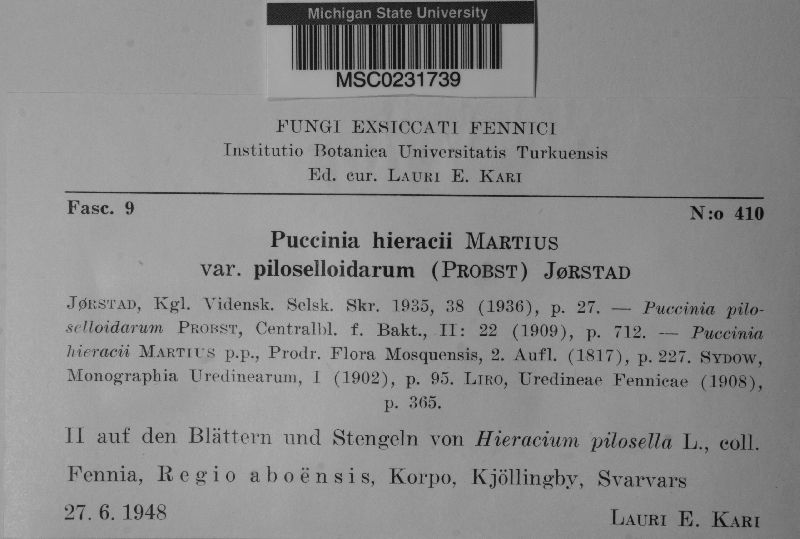 Michigan State University
MSC0231739
FUNGI EXSICCATI FENNICI
Institutio Botanica Universitatis Turkuensis
Ed. cur. LAURI E. KARI
Fasc. 9 N:o 410
Puccinia hieracii MARTIUS
var. piloselloidarum (PROBST) JØRSTAD
JØRSTAD, Kgl. Vidensk. Selsk. Skr. 1935, 38 (1936), p. 27. — Puccinia pilo-
selloidarum PROBST, Centralbl. f. Bakt., II: 22 (1909), p. 712. — Puccinia
hieracii MARTIUS p.p., Prodr. Flora Mosquensis, 2. Aufl. (1817), p. 227. SYDOW,
Monographia Uredinearum, I (1902), p. 95. LIRO, Uredineae Fennicae (1908),
p. 365.
II auf den Blättern und Stengeln von Hieracium pilosella L., coll.
Fennia, Regio aboënsis, Korpo, Kjöllingby, Svarvars
27. 6. 1948 LAURI E. KARI